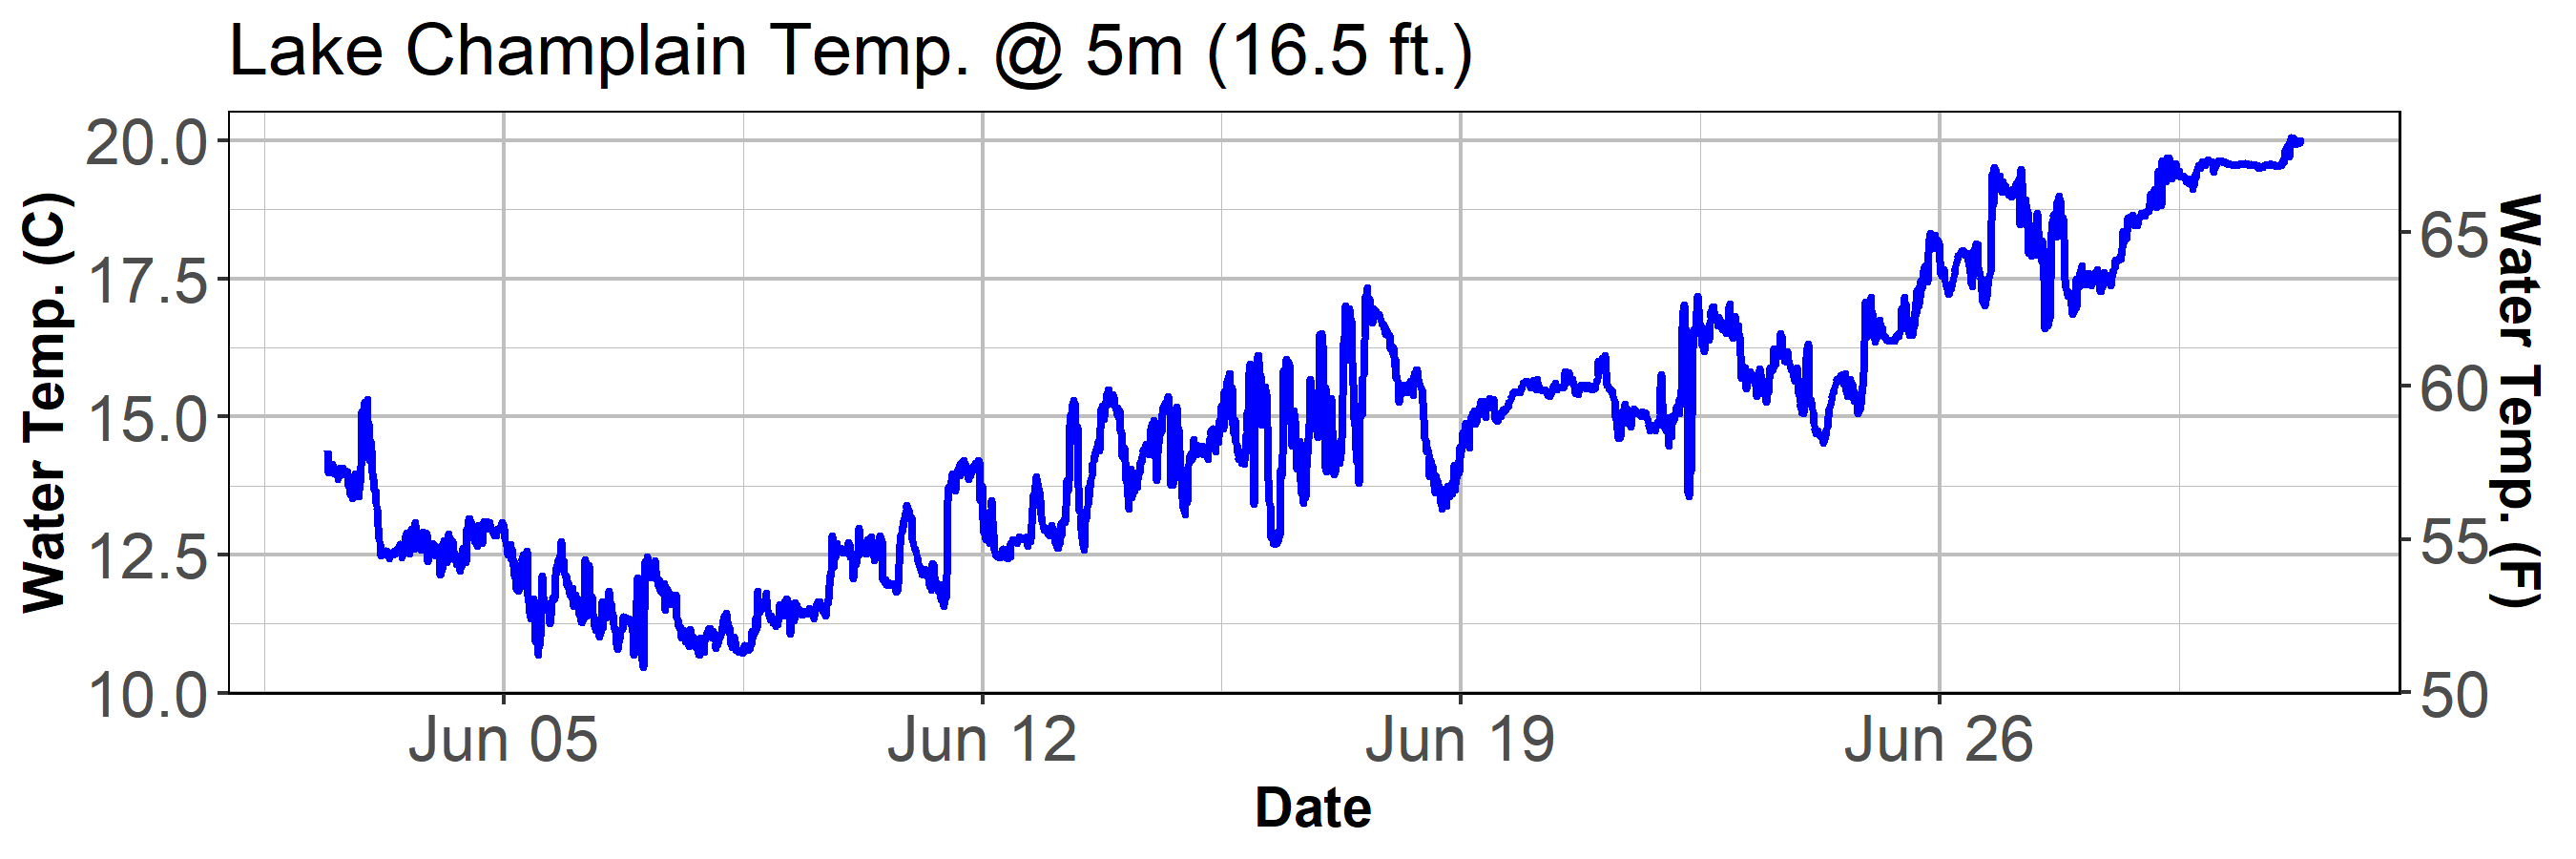 Lake Champlain Temp. @ 5m (16.5 ft.)
Water Temp. (C)
20.0
17.5
15.0
12.5
10.0
65
60
55
50
Water Temp. (F)
Jun 05 Jun 12 Jun 19 Jun 26
Date